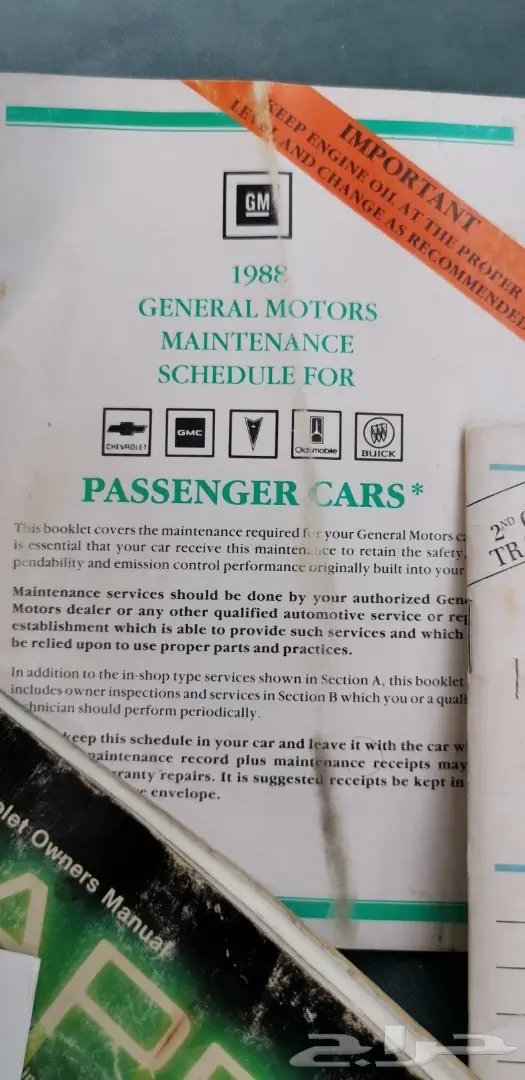 IMPORTANT
KEEP ENGINE OIL AT THE PROPER
LEVEL AND CHANGE AS RECOMMENDED
GM
1988
GENERAL MOTORS
MAINTENANCE
SCHEDULE FOR
CHEVROLET
GMC
Oldsmobile
BUICK
PASSENGER CARS*
This booklet covers the maintenance required for your General Motors
is essential that your car receive this maintenance to retain the safety,
pendability and emission control performance originally built into your
Maintenance services should be done by your authorized
Motors dealer or any other qualified automotive service or
establishment which is able to provide such services and which
be relied upon to use proper parts and practices.
In addition to the in-shop type services shown in Section A, this booklet
includes owner inspections and services in Section B which you or a
technician should perform periodically.
keep this schedule in your car and leave it with the car
maintenance record plus maintenance receipts may
repairs. It is suggested receipts be kept in
envelope.
2ND
TR
Owners Manual
حراج